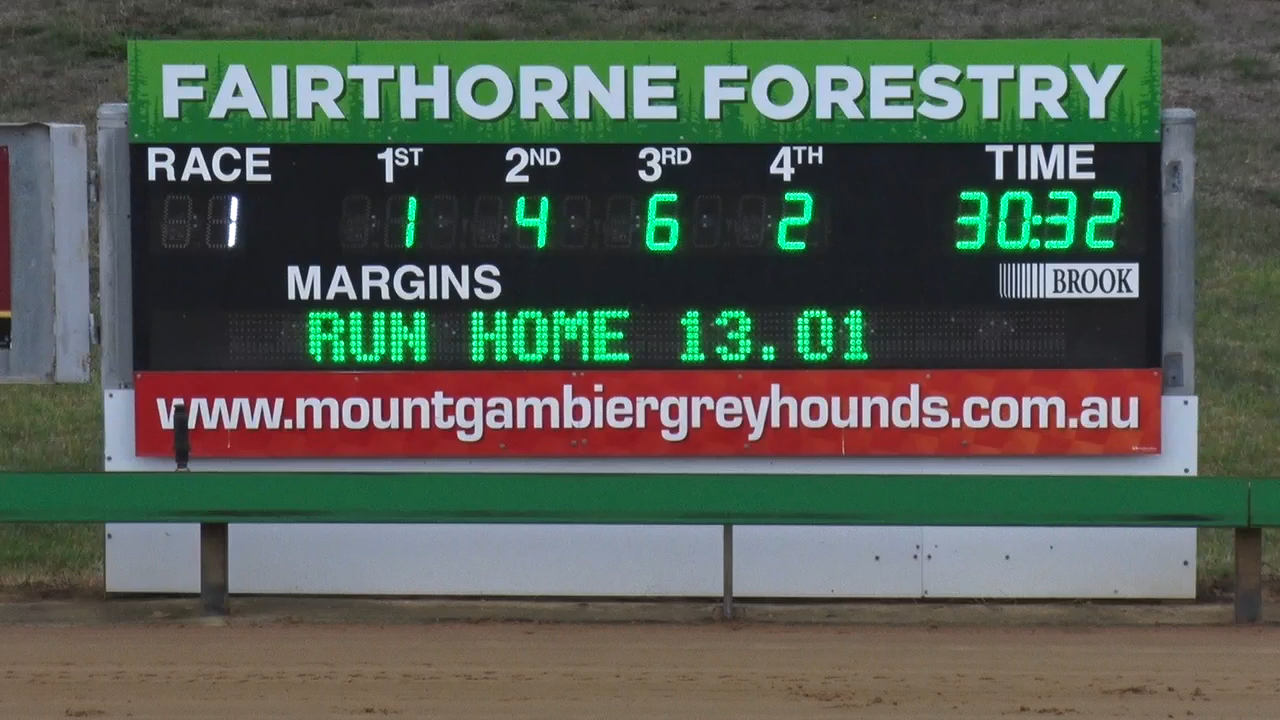 FAIRTHORNE FORESTRY
RACE 1ST 2ND 3RD 4TH TIME
1 1 4 6 2 30:32
MARGINS
BROOK
RUN HOME 13.01
www.mountgambiergreyhounds.com.au